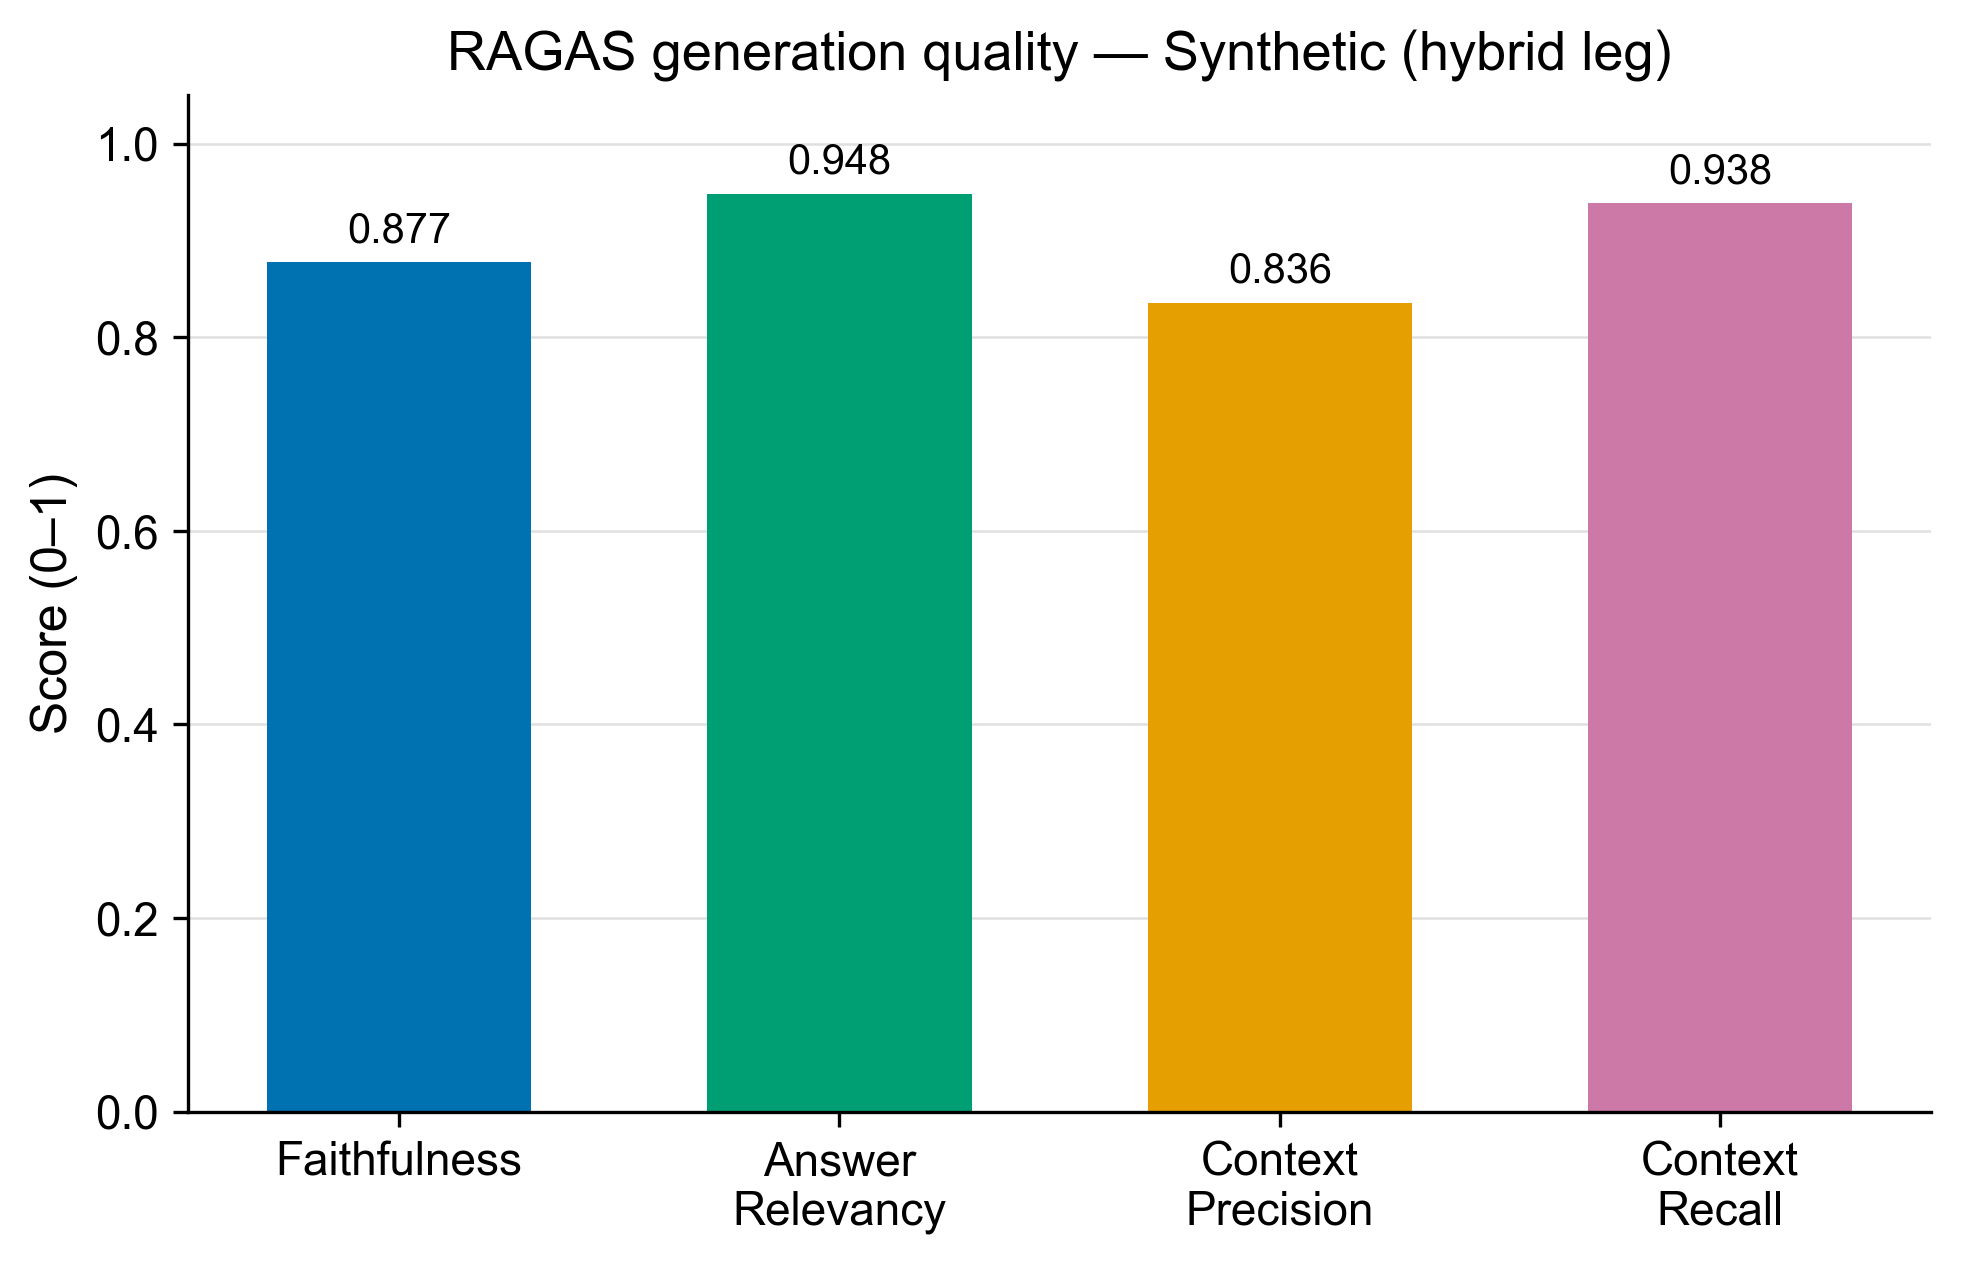 RAGAS generation quality — Synthetic (hybrid leg)
Score (0–1)
1.0
0.8
0.6
0.4
0.2
0.0
0.877
0.948
0.836
0.938
Faithfulness
Answer
Relevancy
Context
Precision
Context
Recall